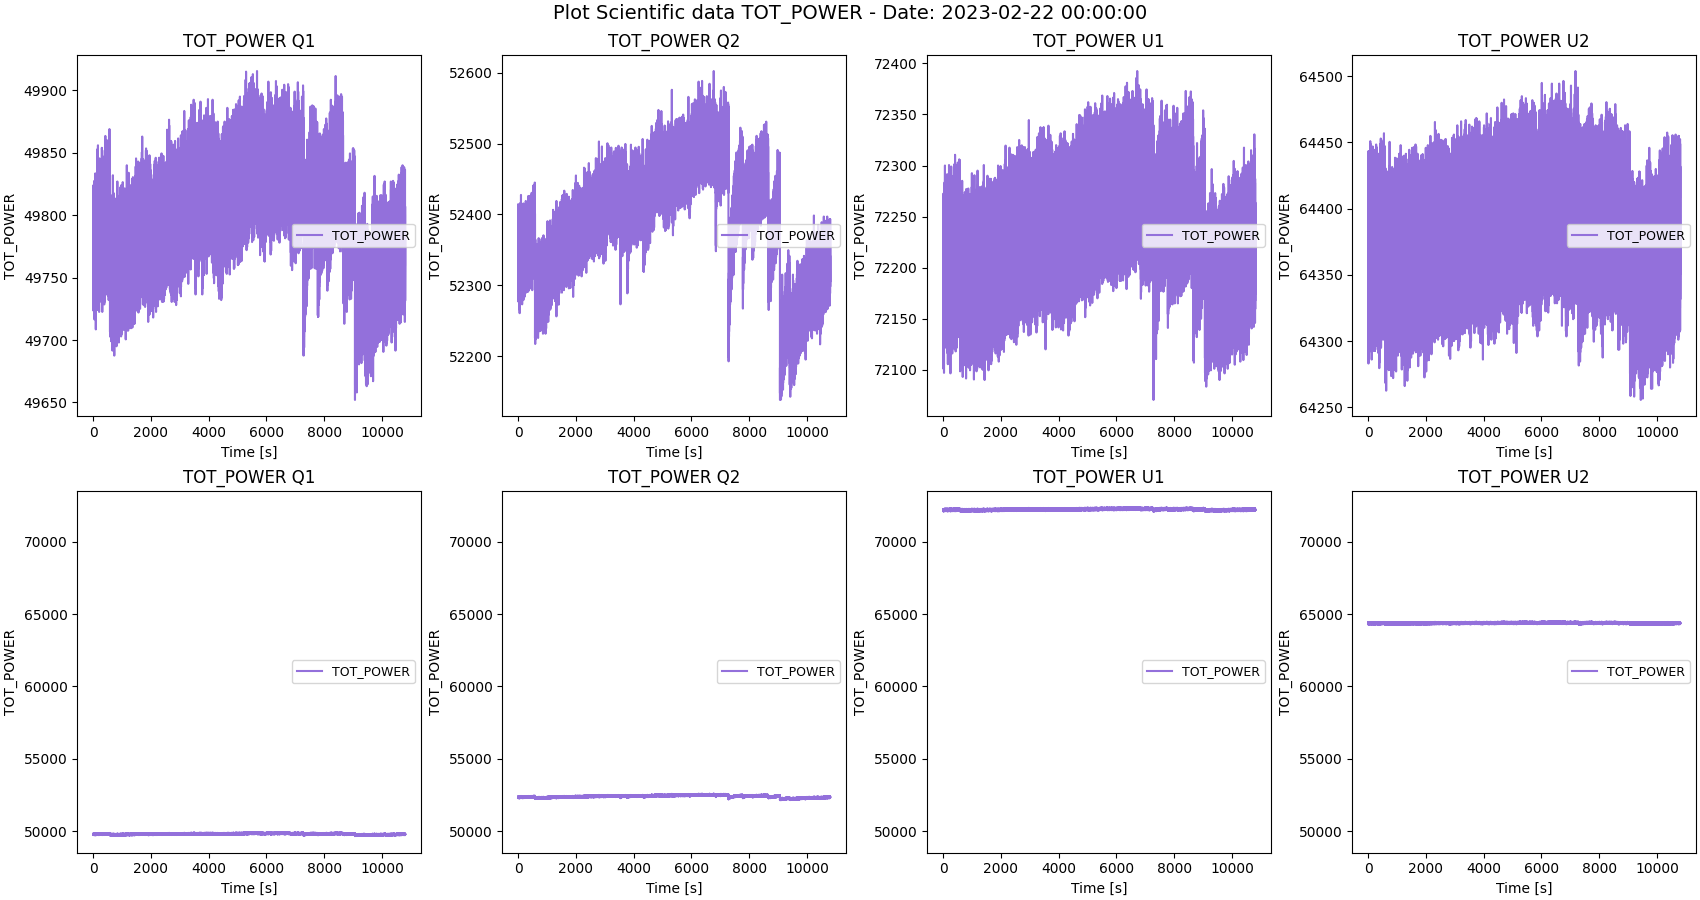 Plot Scientific data TOT_POWER - Date: 2023-02-22 00:00:00
TOT_POWER Q1
TOT_POWER
49900
49850
49800
49750
49700
49650
TOT_POWER
0 2000 4000 6000 8000 10000
Time [s]
TOT_POWER Q2
TOT_POWER
52600
52500
52400
52300
52200
TOT_POWER
0 2000 4000 6000 8000 10000
Time [s]
TOT_POWER U1
TOT_POWER
72400
72350
72300
72250
72200
72150
72100
TOT_POWER
0 2000 4000 6000 8000 10000
Time [s]
TOT_POWER U2
TOT_POWER
64500
64450
64400
64350
64300
64250
TOT_POWER
0 2000 4000 6000 8000 10000
Time [s]
TOT_POWER Q1
TOT_POWER
70000
65000
60000
55000
50000
TOT_POWER
0 2000 4000 6000 8000 10000
Time [s]
TOT_POWER Q2
TOT_POWER
70000
65000
60000
55000
50000
TOT_POWER
0 2000 4000 6000 8000 10000
Time [s]
TOT_POWER U1
TOT_POWER
70000
65000
60000
55000
50000
TOT_POWER
0 2000 4000 6000 8000 10000
Time [s]
TOT_POWER U2
TOT_POWER
70000
65000
60000
55000
50000
TOT_POWER
0 2000 4000 6000 8000 10000
Time [s]